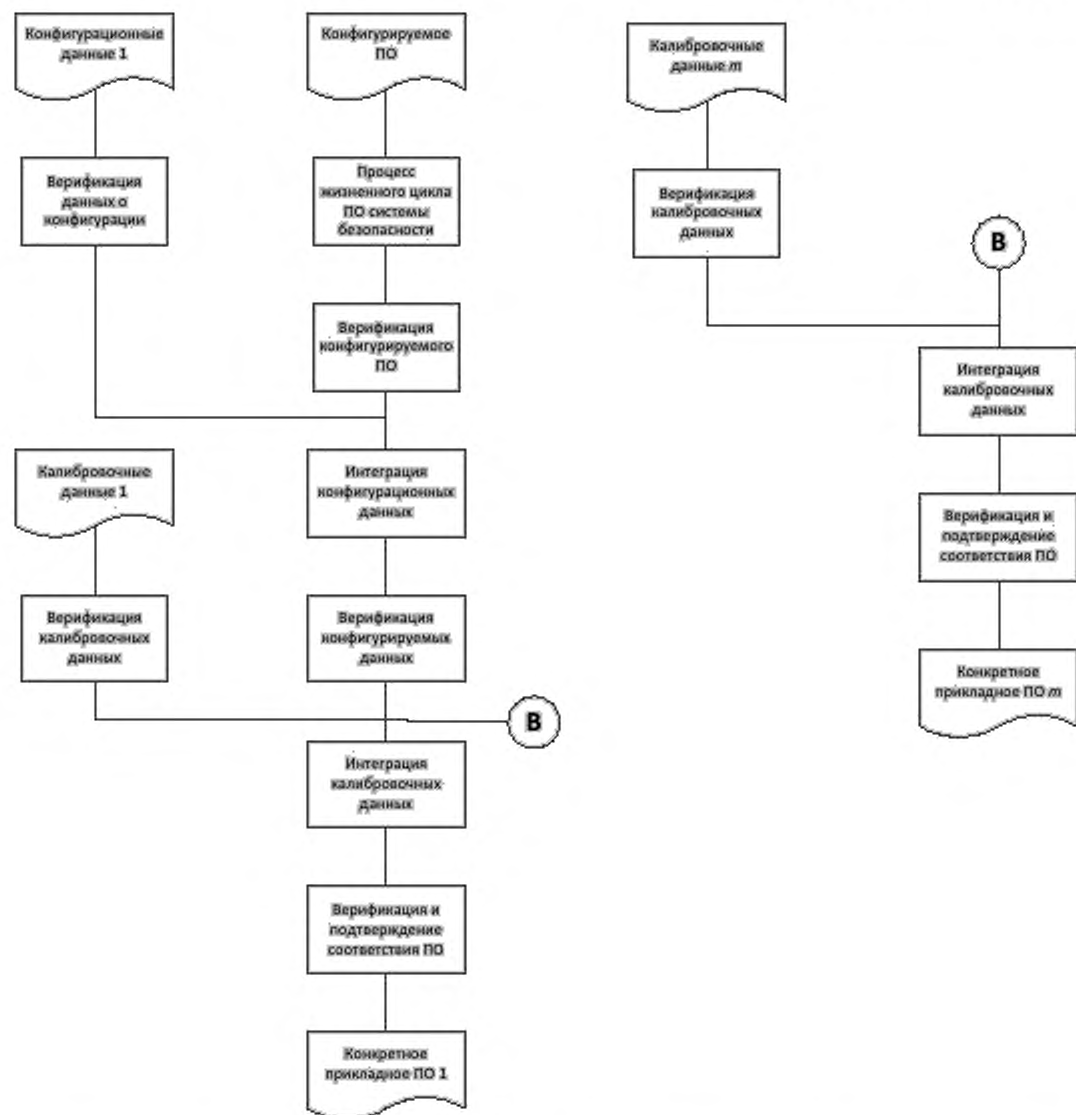 Конфигурационные
данные 1
Конфигурируемое
ПО
Калибровочные
данные m
Верификация
данных о
конфигурации
Процесс
жизненного цикла
ПО системы
безопасности
Верификация
калибровочных
данных
B
Верификация
конфигурируемого
ПО
Интеграция
калибровочных
данных
Калибровочные
данные 1
Интеграция
конфигурационных
данных
Верификация и
подтверждение
соответствия ПО
Верификация
калибровочных
данных
Верификация
конфигурируемых
данных
Конкретное
прикладное ПО m
B
Интеграция
калибровочных
данных
Верификация и
подтверждение
соответствия ПО
Конкретное
прикладное ПО 1